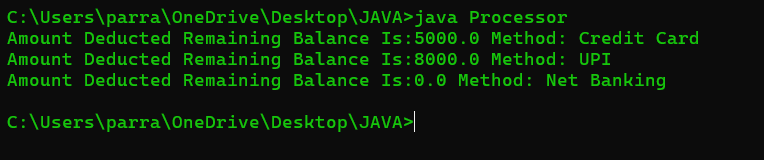 C:\Users\parra\OneDrive\Desktop\JAVA>java Processor
Amount Deducted Remaining Balance Is:5000.0 Method: Credit Card
Amount Deducted Remaining Balance Is:8000.0 Method: UPI
Amount Deducted Remaining Balance Is:0.0 Method: Net Banking
C:\Users\parra\OneDrive\Desktop\JAVA>